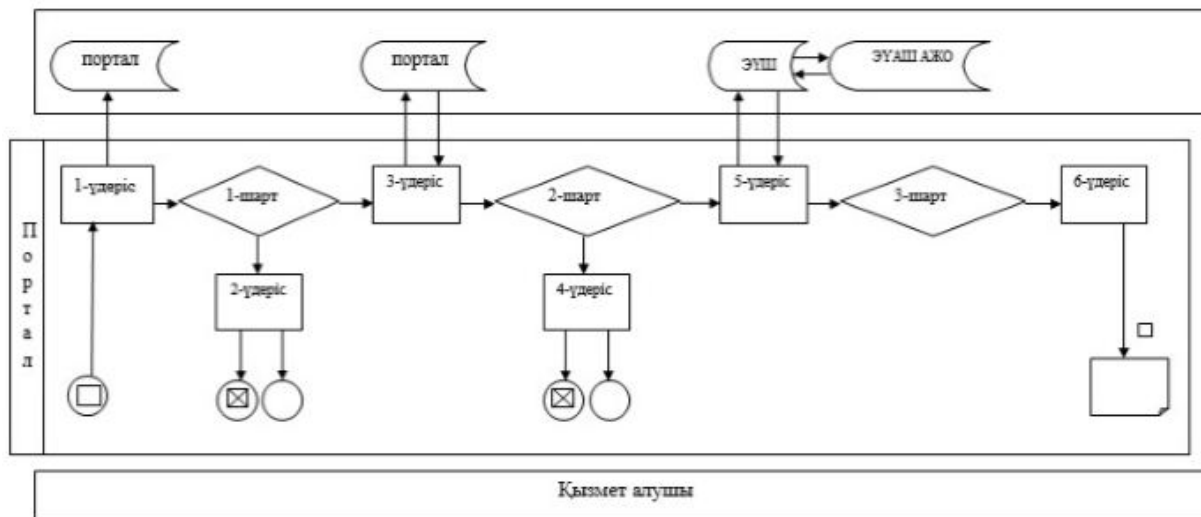 портал
портал
ЭҮШ
ЭҮАШ АЖО
1-үдеріс
1-шарт
3-үдеріс
2-шарт
5-үдеріс
3-шарт
6-үдеріс
Портал
2-үдеріс
4-үдеріс
Қызмет алушы